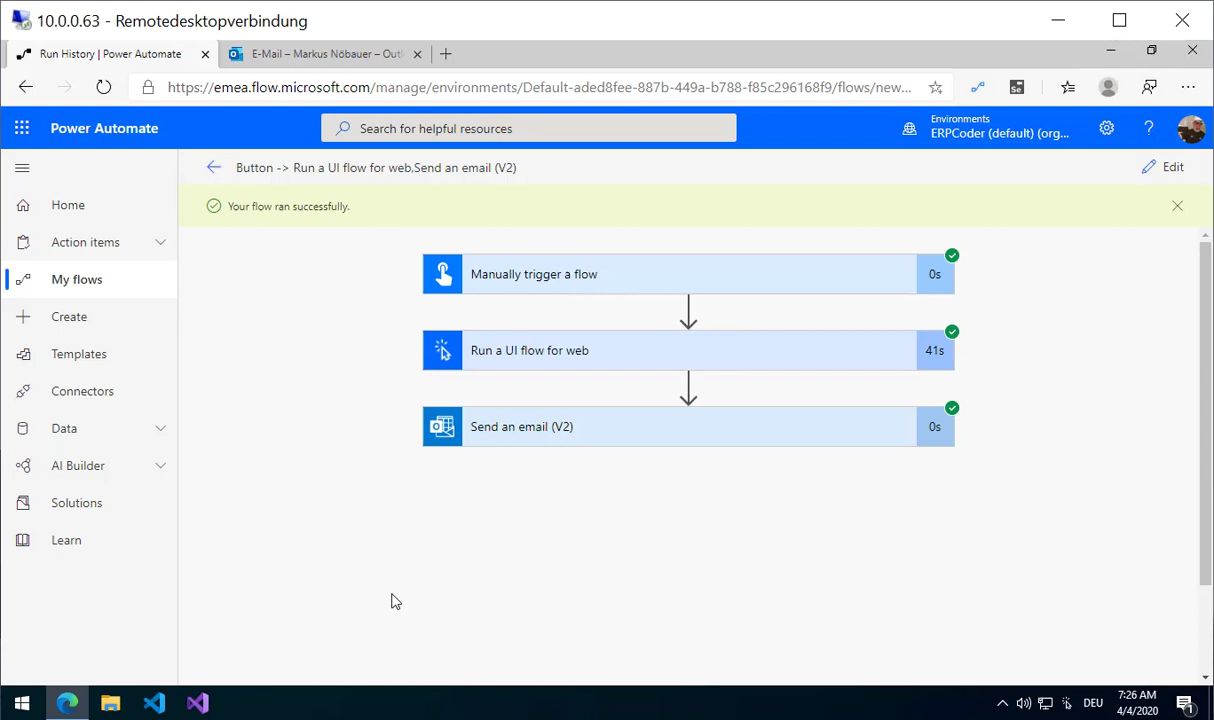 10.0.0.63 - Remotedesktopverbindung
Run History | Power Automate
E-Mail – Markus Nöbauer – Outl
https://emea.flow.microsoft.com/manage/environments/Default-aded8fee-887b-449a-b788-f85c296168f9/flows/new...
Se
Power Automate
Search for helpful resources
Environments
ERPCoder (default) (org...
?
Button -> Run a UI flow for web,Send an email (V2)
Edit
Your flow ran successfully.
Home
Action items
My flows
Create
Templates
Connectors
Data
AI Builder
Solutions
Learn
Manually trigger a flow
0s
Run a UI flow for web
41s
Send an email (V2)
0s
DEU
7:26 AM
4/4/2020
1